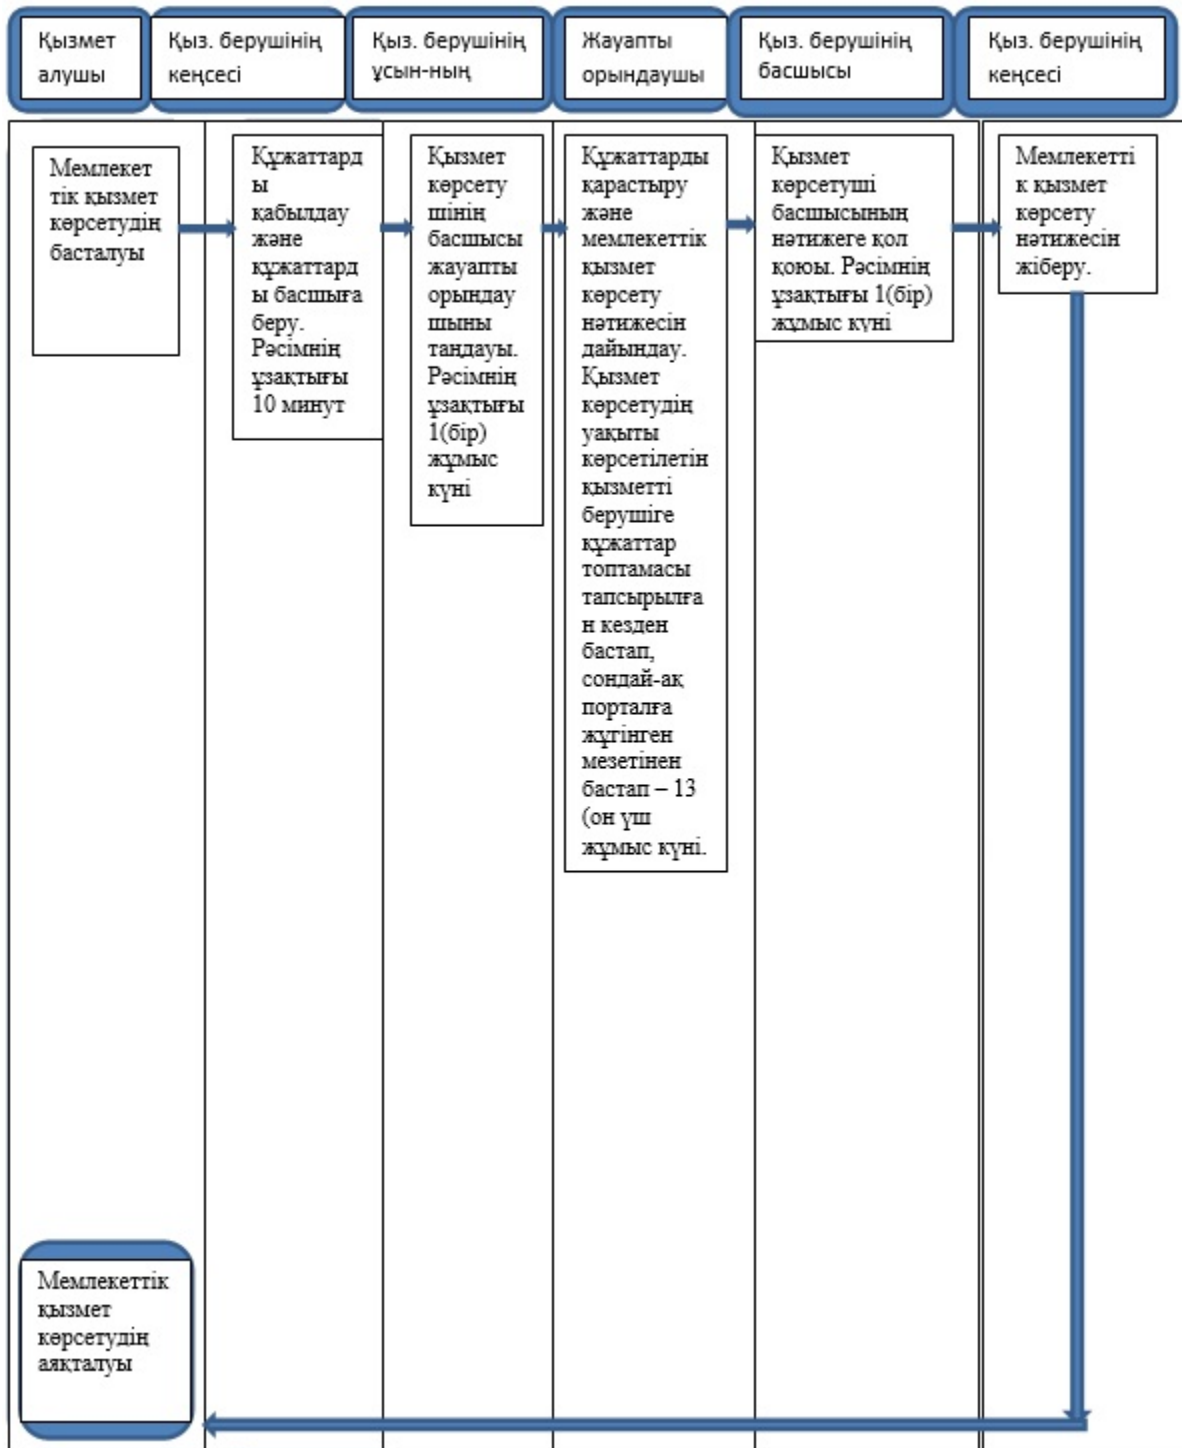 Қызмет
алушы
Қыз. берушінің
кеңсесі
Қыз. берушінің
ұсын-ның
Жауапты
орындаушы
Қыз. берушінің
басшысы
Қыз. берушінің
кеңсесі
Мемлекет
тік қызмет
көрсетудің
басталуы
Құжаттард
ы
қабылдау
және
құжаттард
ы басшыға
беру.
Рәсімнің
ұзақтығы
10 минут
Қызмет
көрсету
шінің
басшысы
жауапты
орындау
шыны
таңдауы.
Рәсімнің
ұзақтығы
1(бір)
жұмыс
күні
Құжаттарды
қарастыру
және
мемлекеттік
қызмет
көрсету
нәтижесін
дайындау.
Қызмет
көрсетудің
уақыты
көрсетілетін
қызметті
берушіге
құжаттар
топтамасы
тапсырылға
н кезден
бастап,
сондай-ақ
порталға
жүгінген
мезетінен
бастап – 13
(он үш
жұмыс күні.
Қызмет
көрсетуші
басшысының
нәтижеге қол
қоюы. Рәсімнің
ұзақтығы 1(бір)
жұмыс күні
Мемлекетті
к қызмет
көрсету
нәтижесін
жіберу.
Мемлекеттік
қызмет
көрсетудің
аяқталуы